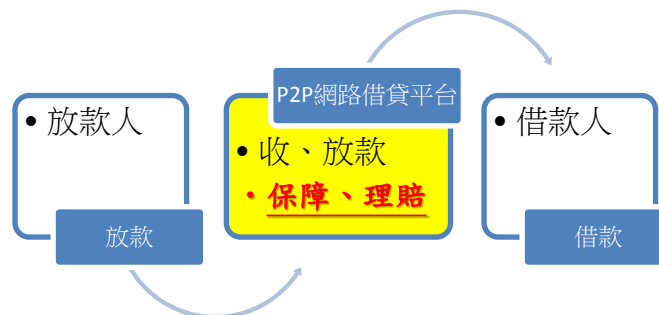 • 放款人
放款
P2P網路借貸平台
• 收、放款
• 保障、理賠
• 借款人
借款